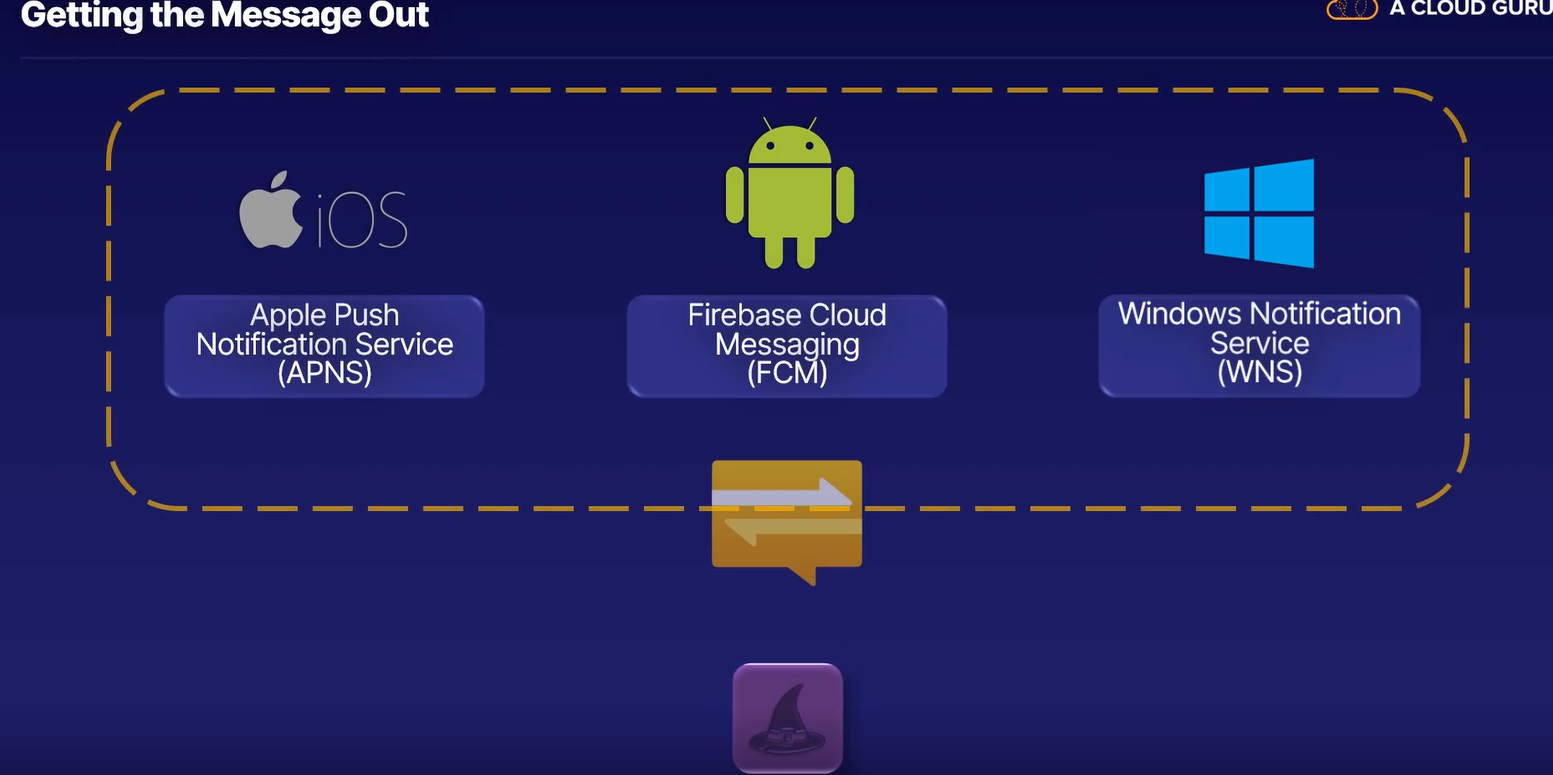 Getting the Message Out
A CLOUD GURU
iOS
Apple Push
Notification Service
(APNS)
Firebase Cloud
Messaging
(FCM)
Windows Notification
Service
(WNS)